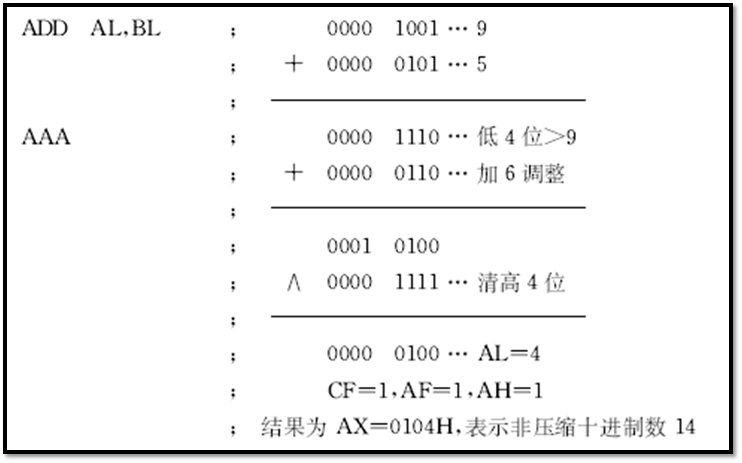 ADD AL,BL ; 0000 1001 … 9
; + 0000 0101 … 5
;
AAA ; 0000 1110 … 低 4 位>9
; + 0000 0110 … 加 6 调整
;
; 0001 0100
; ∧ 0000 1111 … 清高 4 位
;
; 0000 0100 … AL=4
; CF=1,AF=1,AH=1
; 结果为 AX=0104H,表示非压缩十进制数 14